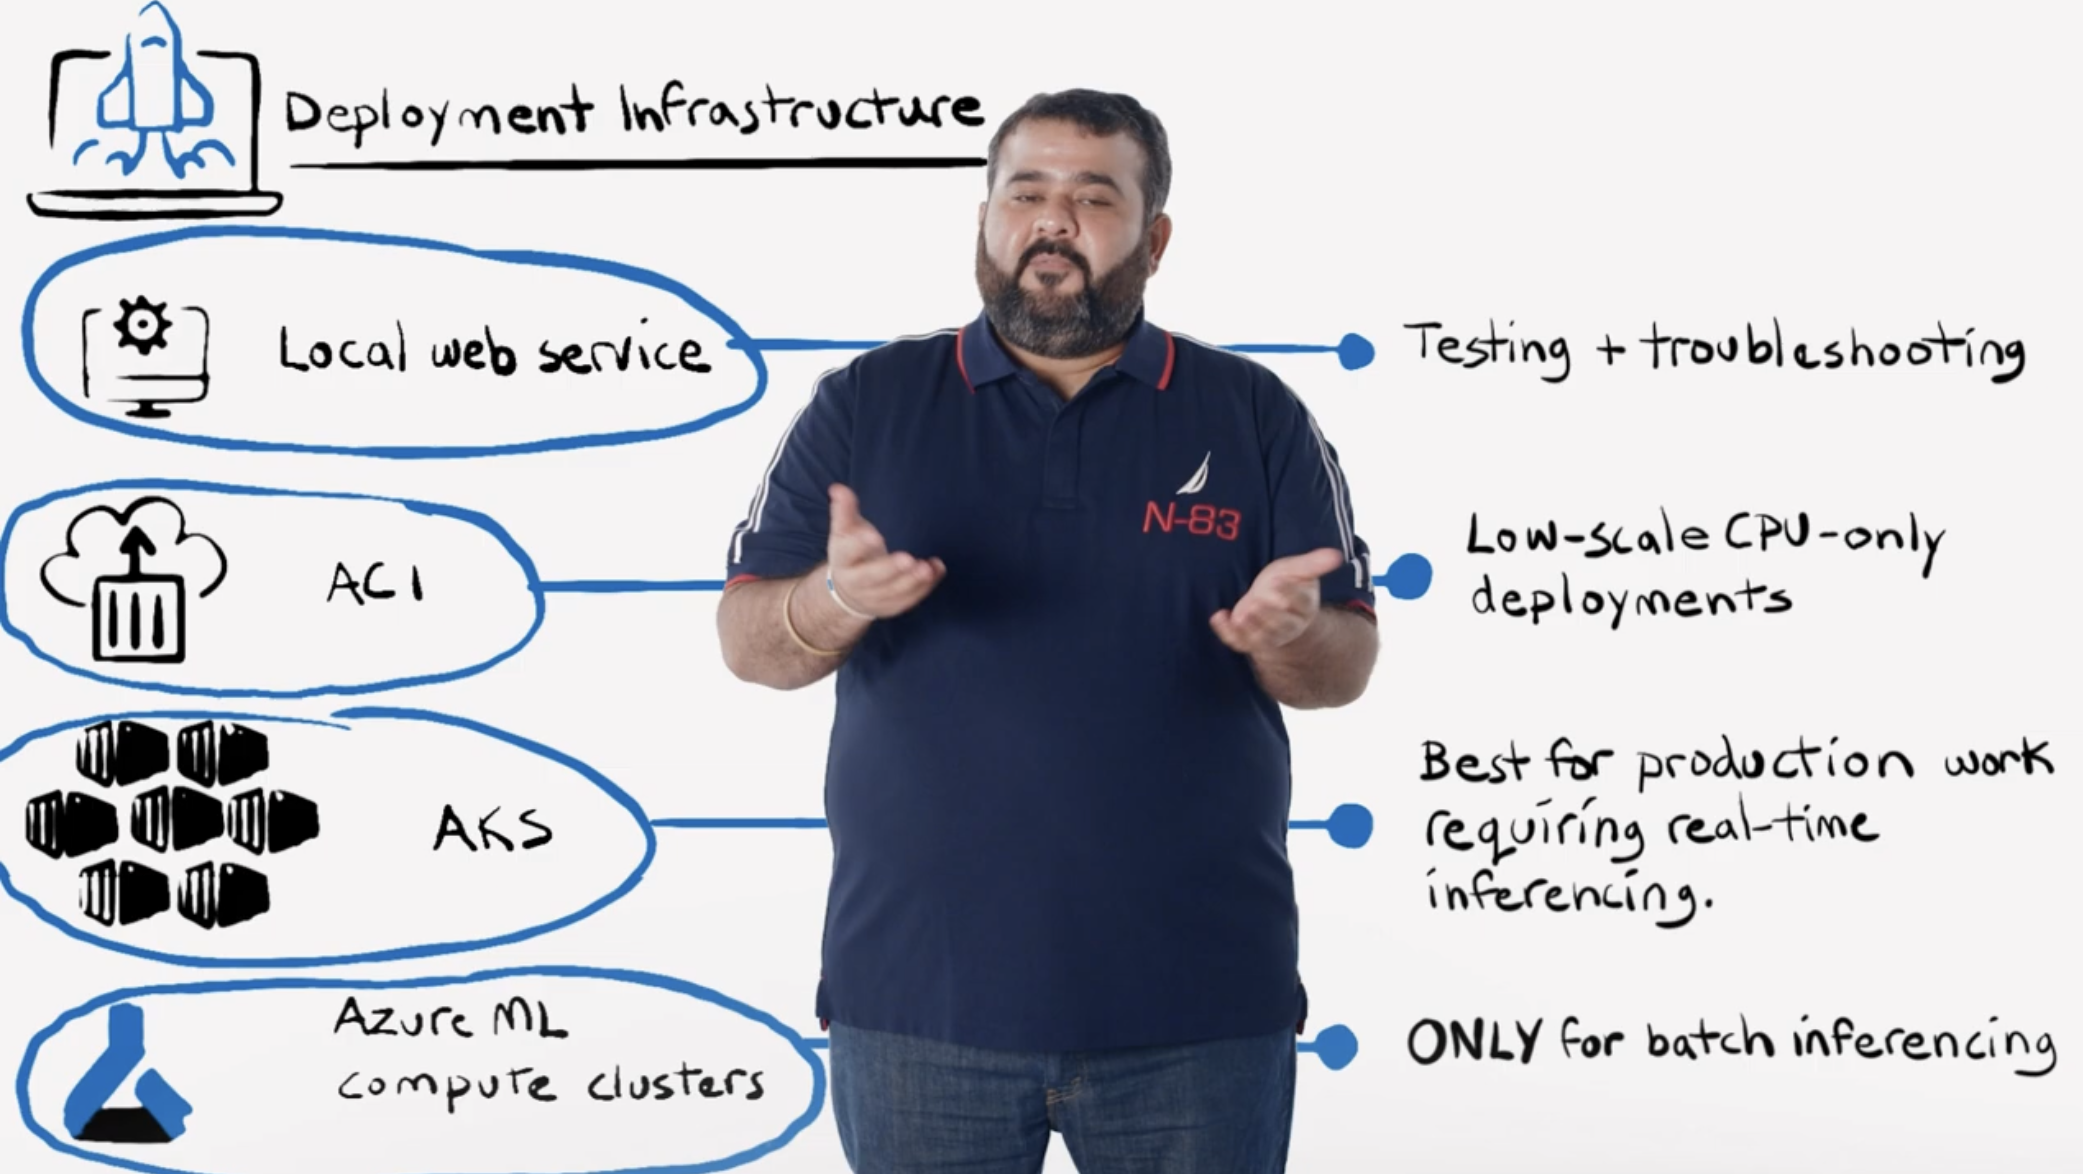 Deployment Infrastructure
Local web service
Testing + troubleshooting
ACI
Low-scale CPU-only
deployments
N-83
AKS
Best for production work
requiring real-time
inferencing.
Azure ML
compute clusters
ONLY for batch inferencing